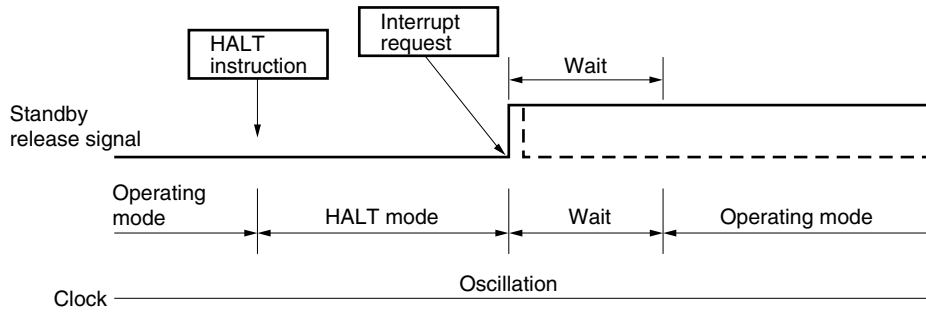 HALT
instruction
Interrupt
request
Wait
Standby
release signal
Operating
mode
HALT mode
Wait
Operating mode
Oscillation
Clock